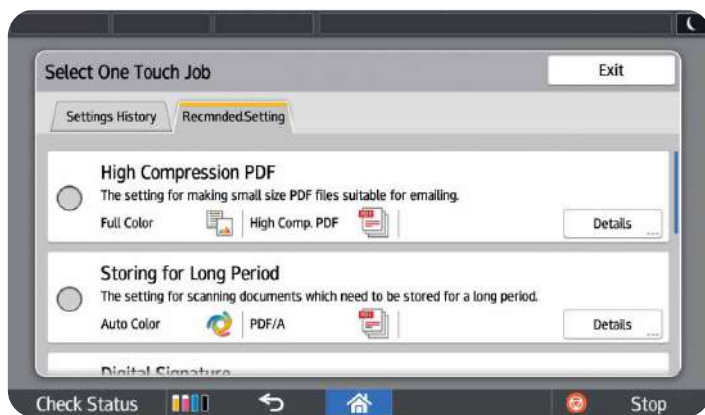 Select One Touch Job
Exit
Settings History
RecmndedSetting
High Compression PDF
The setting for making small size PDF files suitable for emailing.
Full Color
High Comp. PDF
PDF
Details
Storing for Long Period
The setting for scanning documents which need to be stored for a long period.
Auto Color
PDF/A
PDF
Details
Digital Signature
Check Status
Stop